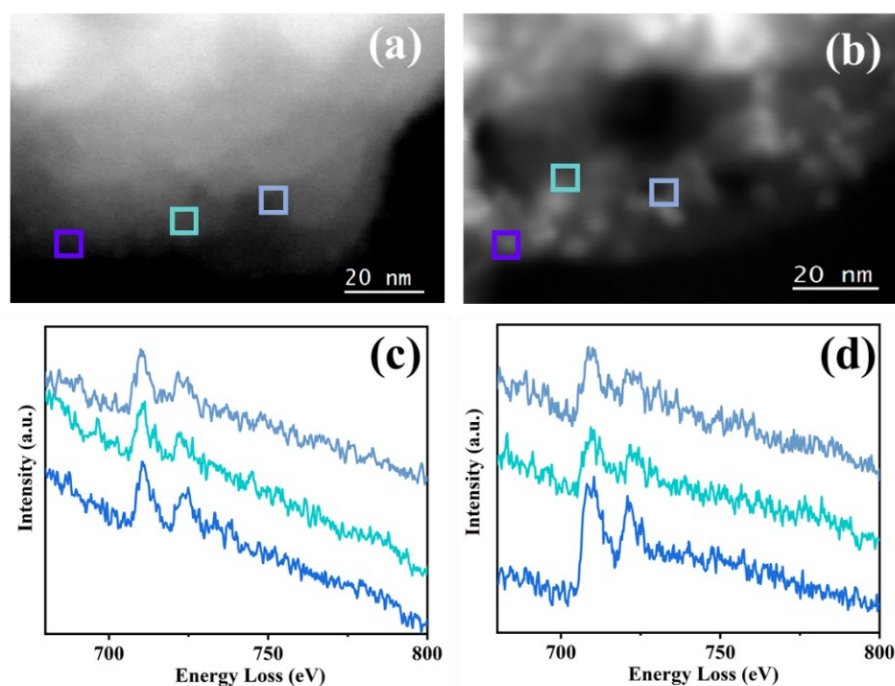 (a)
20 nm
(b)
20 nm
(c)
Intensity (a.u.)
700
750
800
Energy Loss (eV)
(d)
Intensity (a.u.)
700
750
800
Energy Loss (eV)